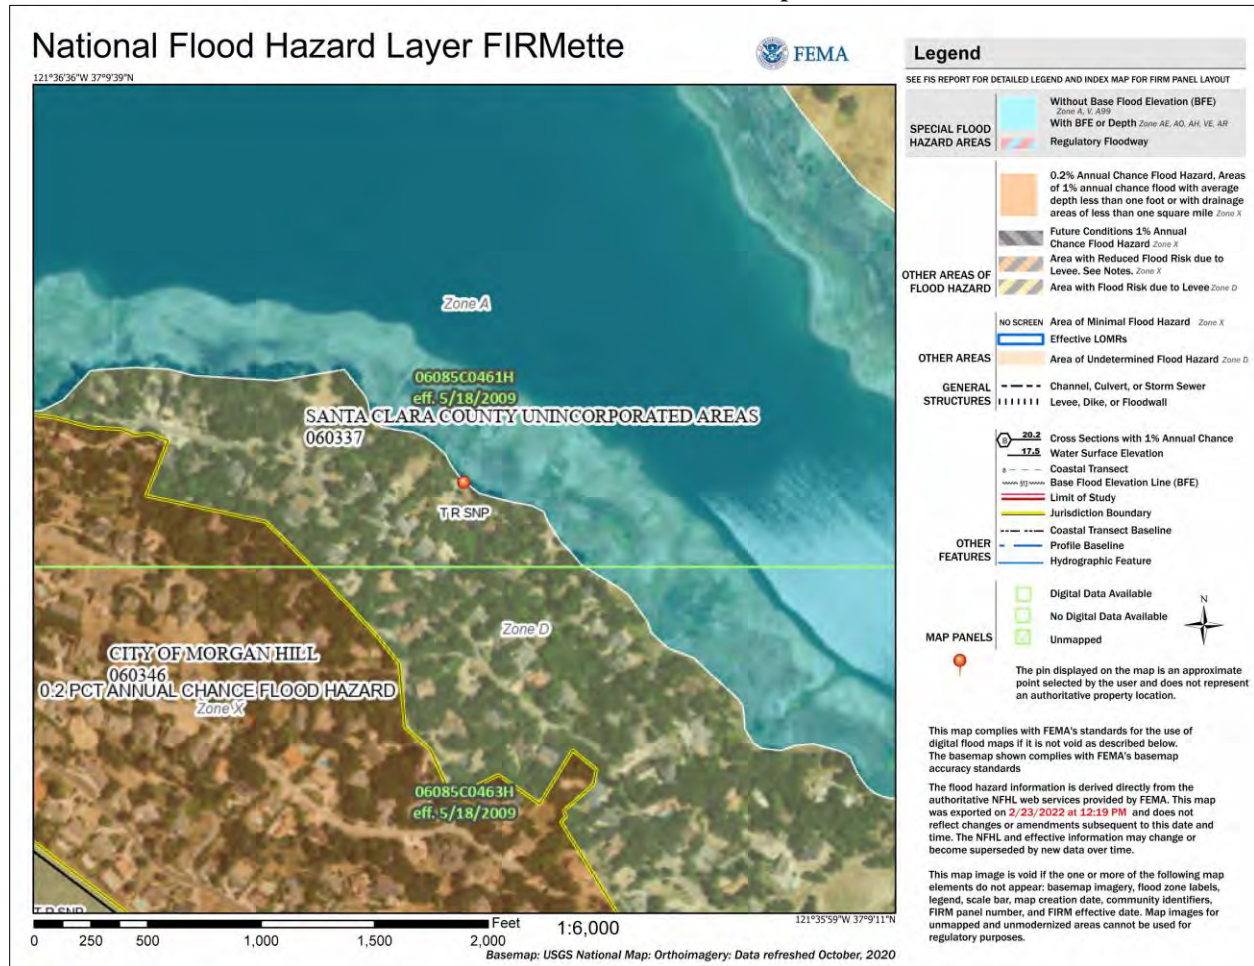 National Flood Hazard Layer FIRMette
FEMA
121°36'36"W 37°9'39"N
Zone A
06085C0461H
eff. 5/18/2009
SANTA CLARA COUNTY UNINCORPORATED AREAS
060337
T R SNP
Zone D
CITY OF MORGAN HILL
060346
0.2 PCT ANNUAL CHANCE FLOOD HAZARD
Zone X
06085C0463H
eff. 5/18/2009
Feet
1:6,000
121°35'59"W 37°9'11"N
0 250 500 1,000 1,500 2,000
Basemap: USGS National Map: Orthoimagery: Data refreshed October, 2020
Legend
SEE FIS REPORT FOR DETAILED LEGEND AND INDEX MAP FOR FIRM PANEL LAYOUT
SPECIAL FLOOD
HAZARD AREAS
Without Base Flood Elevation (BFE)
Zone A, V, A99
With BFE or Depth Zone AE, AO, AH, VE, AR
Regulatory Floodway
OTHER AREAS OF
FLOOD HAZARD
0.2% Annual Chance Flood Hazard, Areas
of 1% annual chance flood with average
depth less than one foot or with drainage
areas of less than one square mile Zone X
Future Conditions 1% Annual
Chance Flood Hazard Zone X
Area with Reduced Flood Risk due to
Levee. See Notes. Zone X
Area with Flood Risk due to Levee Zone D
OTHER AREAS
NO SCREEN Area of Minimal Flood Hazard Zone X
Effective LOMRs
Area of Undetermined Flood Hazard Zone D
GENERAL
STRUCTURES
Channel, Culvert, or Storm Sewer
Levee, Dike, or Floodwall
OTHER
FEATURES
B 20.2 Cross Sections with 1% Annual Chance
17.5 Water Surface Elevation
8 Coastal Transect
513 Base Flood Elevation Line (BFE)
Limit of Study
Jurisdiction Boundary
Coastal Transect Baseline
Profile Baseline
Hydrographic Feature
MAP PANELS
Digital Data Available
No Digital Data Available
Unmapped
N
The pin displayed on the map is an approximate
point selected by the user and does not represent
an authoritative property location.
This map complies with FEMA's standards for the use of
digital flood maps if it is not void as described below.
The basemap shown complies with FEMA's basemap
accuracy standards
The flood hazard information is derived directly from the
authoritative NFHL web services provided by FEMA. This map
was exported on 2/23/2022 at 12:19 PM and does not
reflect changes or amendments subsequent to this date and
time. The NFHL and effective information may change or
become superseded by new data over time.
This map image is void if the one or more of the following map
elements do not appear: basemap imagery, flood zone labels,
legend, scale bar, map creation date, community identifiers,
FIRM panel number, and FIRM effective date. Map images for
unmapped and unmodernized areas cannot be used for
regulatory purposes.